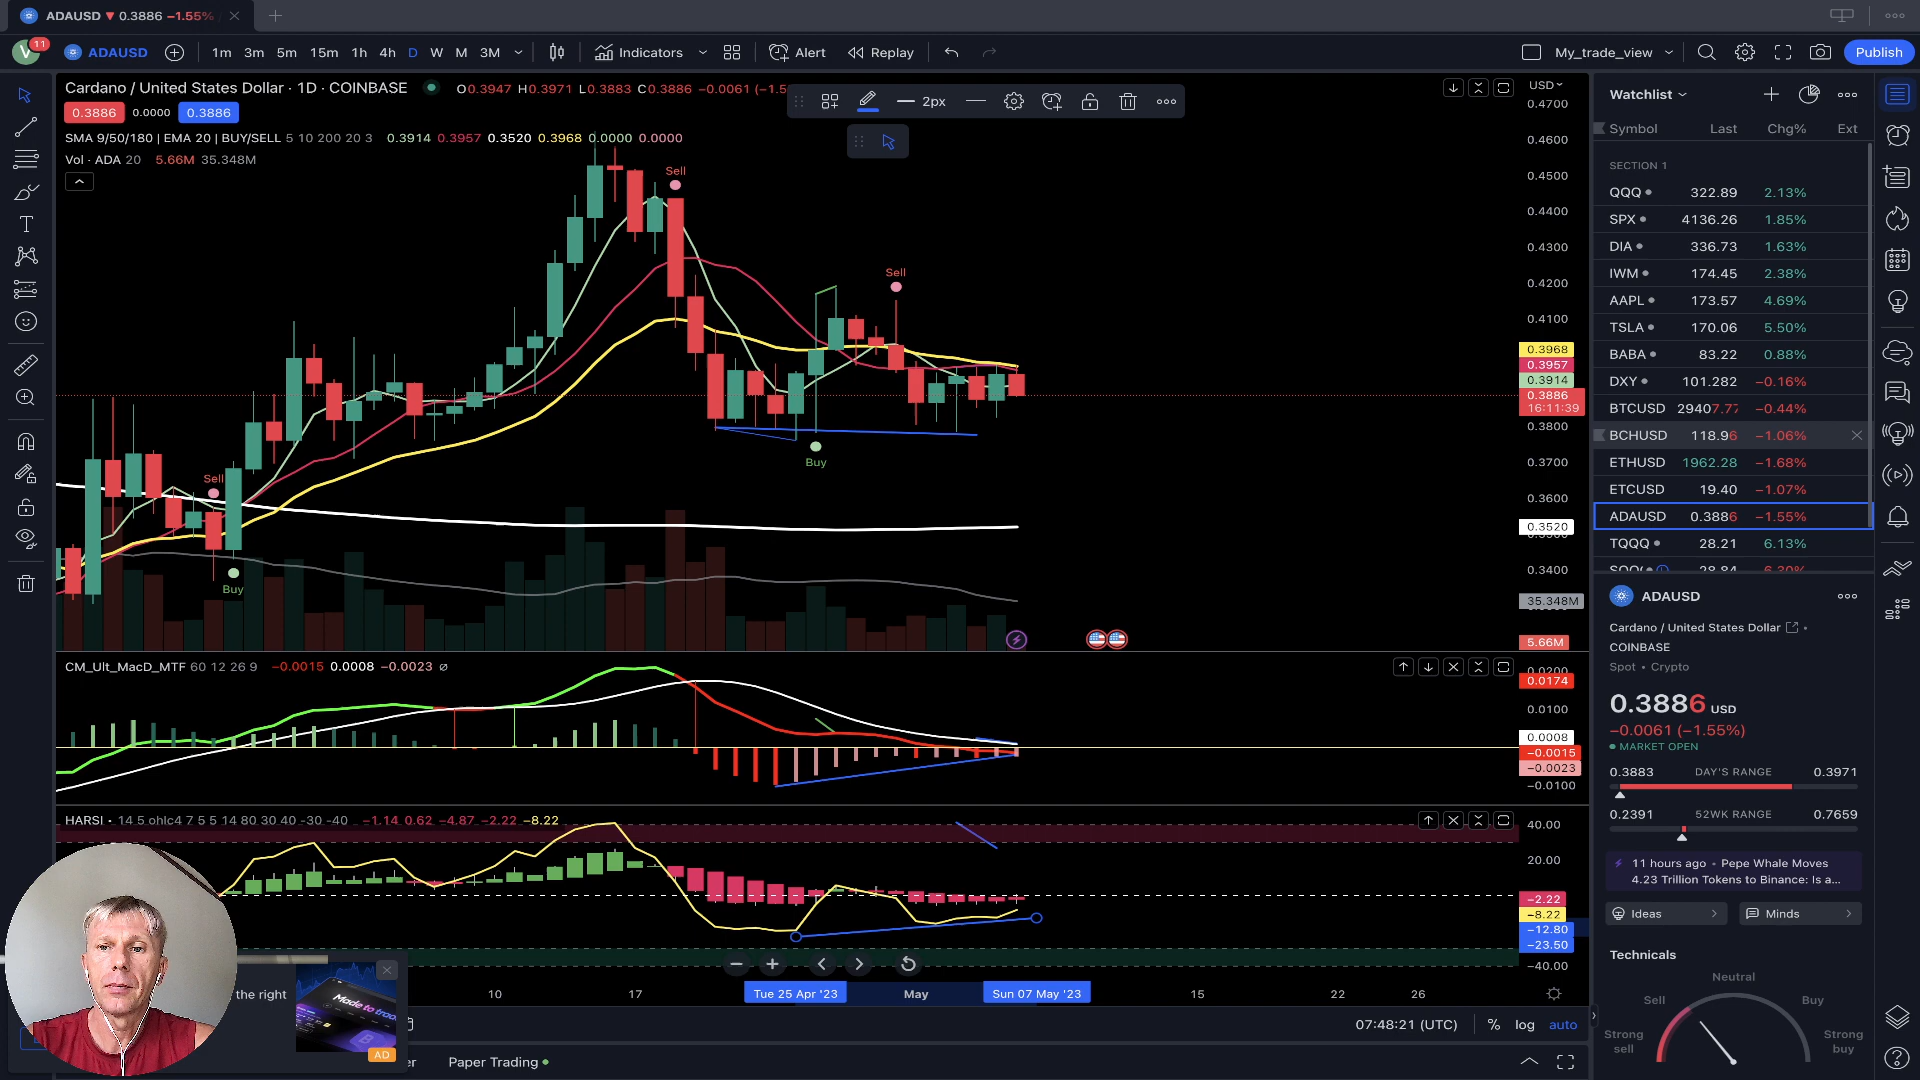 ADAUSD ▼ 0.3886 −1.55%
V 11 ADAUSD 1m 3m 5m 15m 1h 4h D W M 3M Indicators Alert Replay My_trade_view Publish
Cardano / United States Dollar · 1D · COINBASE O0.3947 H0.3971 L0.3883 C0.3886 −0.0061 (−1.5
0.3886 0.0000 0.3886
2px
SMA 9/50/180 | EMA 20 | BUY/SELL 5 10 200 20 3 0.3914 0.3957 0.3520 0.3968 0.0000 0.0000
Vol · ADA 20 5.66M 35.348M
Sell
Sell
Buy
Sell
Buy
USD
0.4700
0.4600
0.4500
0.4400
0.4300
0.4200
0.4100
0.3968
0.3957
0.3914
0.3886
16:11:39
0.3800
0.3700
0.3600
0.3520
0.3400
35.348M
5.66M
CM_Ult_MacD_MTF 60 12 26 9 −0.0015 0.0008 −0.0023 ∅
0.0200
0.0174
0.0100
0.0008
−0.0015
−0.0023
−0.0100
HARSI · 14 5 ohlc4 7 5 5 14 80 30 40 -30 -40 −1.14 0.62 −4.87 −2.22 −8.22
40.00
20.00
−2.22
−8.22
−12.80
−23.50
−40.00
10 17 Tue 25 Apr '23 May Sun 07 May '23 15 22 26
07:48:21 (UTC) % log auto
Paper Trading
the right
Made to trad
AD
Watchlist
Symbol Last Chg% Ext
SECTION 1
QQQ 322.89 2.13%
SPX 4136.26 1.85%
DIA 336.73 1.63%
IWM 174.45 2.38%
AAPL 173.57 4.69%
TSLA 170.06 5.50%
BABA 83.22 0.88%
DXY 101.282 −0.16%
BTCUSD 29407.77 −0.44%
BCHUSD 118.96 −1.06%
ETHUSD 1962.28 −1.68%
ETCUSD 19.40 −1.07%
ADAUSD 0.3886 −1.55%
TQQQ 28.21 6.13%
ADAUSD
Cardano / United States Dollar •
COINBASE
Spot • Crypto
0.3886 USD
−0.0061 (−1.55%)
MARKET OPEN
0.3883 DAY'S RANGE 0.3971
0.2391 52WK RANGE 0.7659
11 hours ago • Pepe Whale Moves
4.23 Trillion Tokens to Binance: Is a...
Ideas Minds
Technicals
Neutral
Sell Buy
Strong sell Strong buy